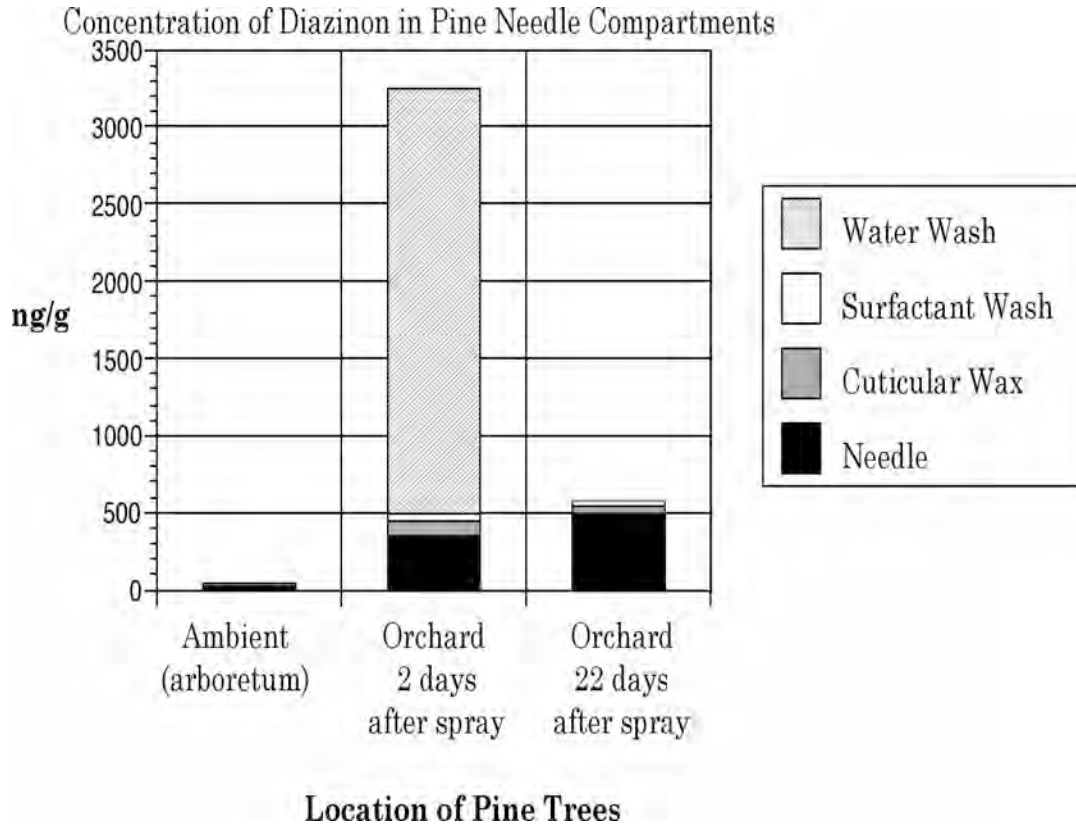 Concentration of Diazinon in Pine Needle Compartments
3500
3000
2500
2000
1500
1000
500
0
ng/g
Water Wash
Surfactant Wash
Cuticular Wax
Needle
Ambient
(arboretum)
Orchard
2 days
after spray
Orchard
22 days
after spray
Location of Pine Trees